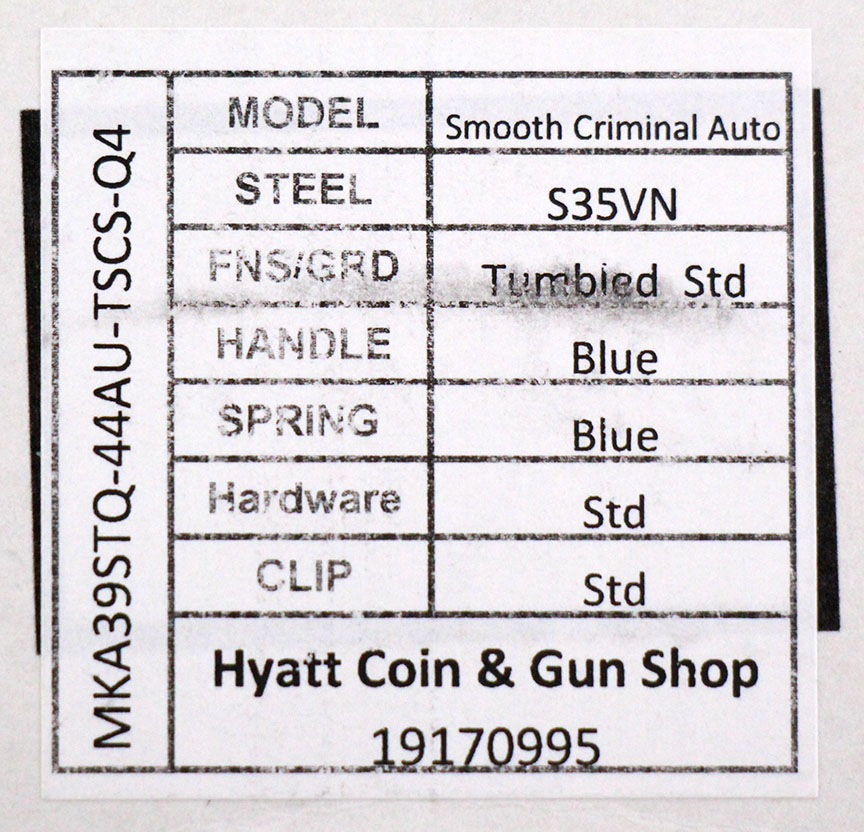 MKA39STQ-44AU-TSCS-Q4
MODEL Smooth Criminal Auto
STEEL S35VN
FNS/GRD Tumbled Std
HANDLE Blue
SPRING Blue
Hardware Std
CLIP Std
Hyatt Coin & Gun Shop
19170995